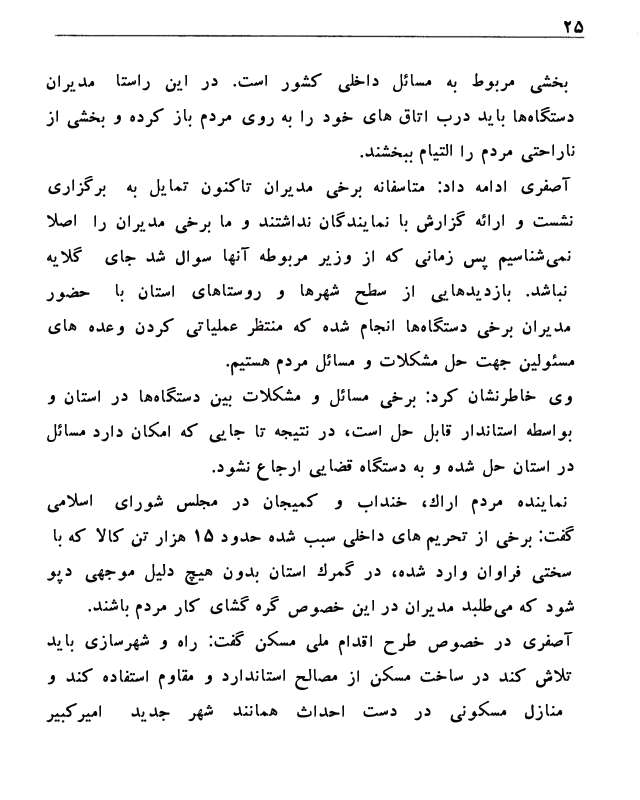 ۲۵
بخشی مربوط به مسائل داخلی کشور است. در این راستا مدیران
دستگاه‌ها باید درب اتاق های خود را به روی مردم باز کرده و بخشی از
ناراحتی مردم را التیام ببخشند.
آصفری ادامه داد: متاسفانه برخی مدیران تاکنون تمایل به برگزاری
نشست و ارائه گزارش با نمایندگان نداشتند و ما برخی مدیران را اصلا
نمی‌شناسیم پس زمانی که از وزیر مربوطه آنها سوال شد جای گلایه
نباشد. بازدیدهایی از سطح شهرها و روستاهای استان با حضور
مدیران برخی دستگاه‌ها انجام شده که منتظر عملیاتی کردن وعده های
مسئولین جهت حل مشکلات و مسائل مردم هستیم.
وی خاطرنشان کرد: برخی مسائل و مشکلات بین دستگاه‌ها در استان و
بواسطه استاندار قابل حل است، در نتیجه تا جایی که امکان دارد مسائل
در استان حل شده و به دستگاه قضایی ارجاع نشود.
نماینده مردم اراك، خنداب و کمیجان در مجلس شورای اسلامی
گفت: برخی از تحریم های داخلی سبب شده حدود ۱۵ هزار تن کالا که با
سختی فراوان وارد شده، در گمرك استان بدون هیچ دلیل موجهی دپو
شود که می‌طلبد مدیران در این خصوص گره گشای کار مردم باشند.
آصفری در خصوص طرح اقدام ملی مسکن گفت: راه و شهرسازی باید
تلاش کند در ساخت مسکن از مصالح استاندارد و مقاوم استفاده کند و
منازل مسکونی در دست احداث همانند شهر جدید امیرکبیر